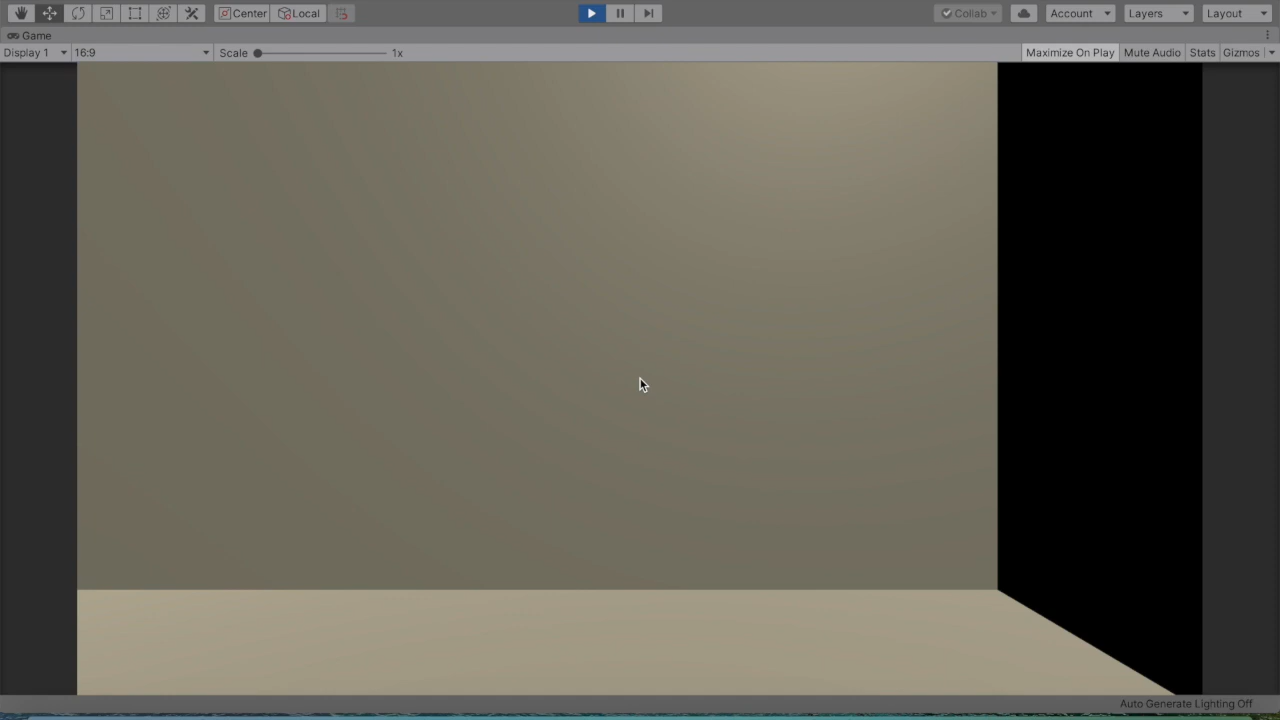 Center Local Collab Account Layers Layout
Game
Display 1 16:9 Scale 1x Maximize On Play Mute Audio Stats Gizmos
Auto Generate Lighting Off